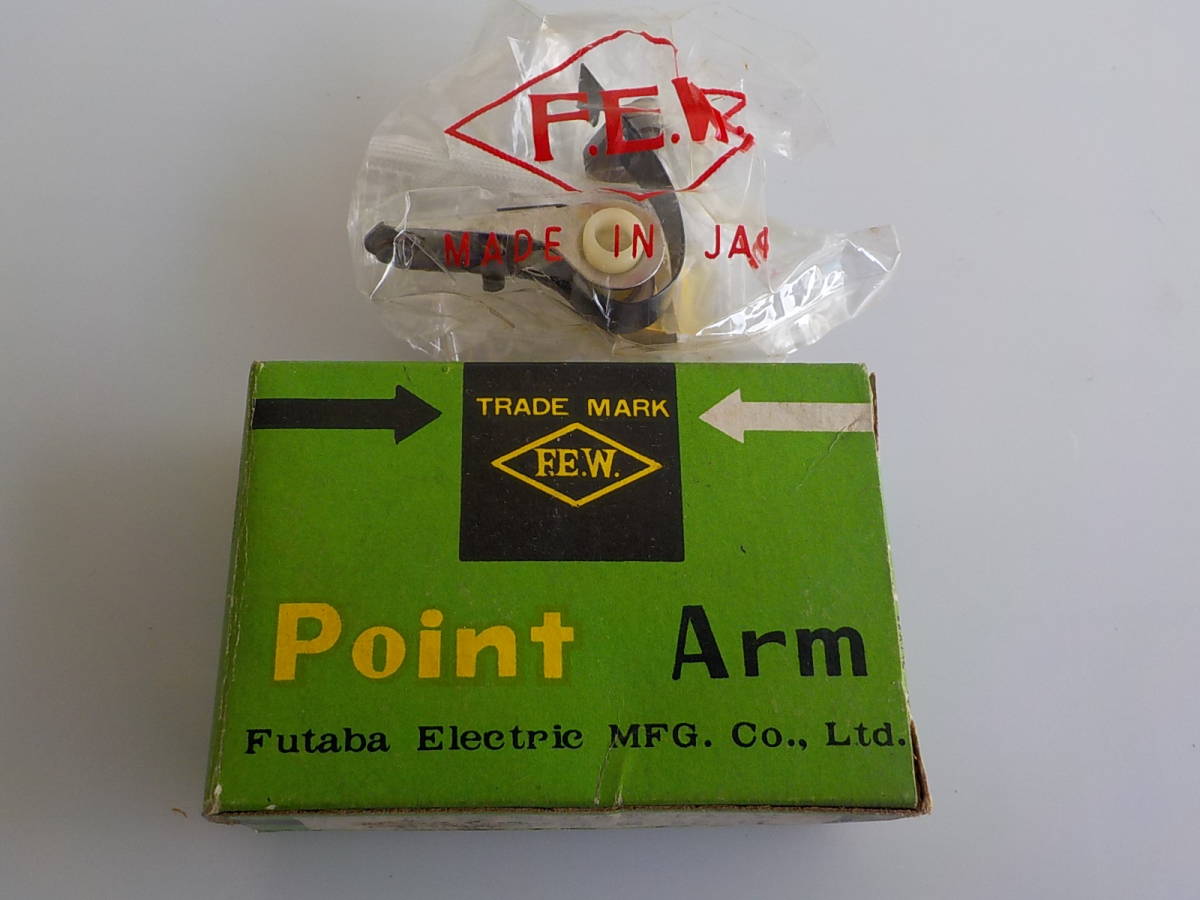 F.E.W.
MADE IN JA
TRADE MARK
F.E.W.
Point Arm
Futaba Electric MFG. Co., Ltd.